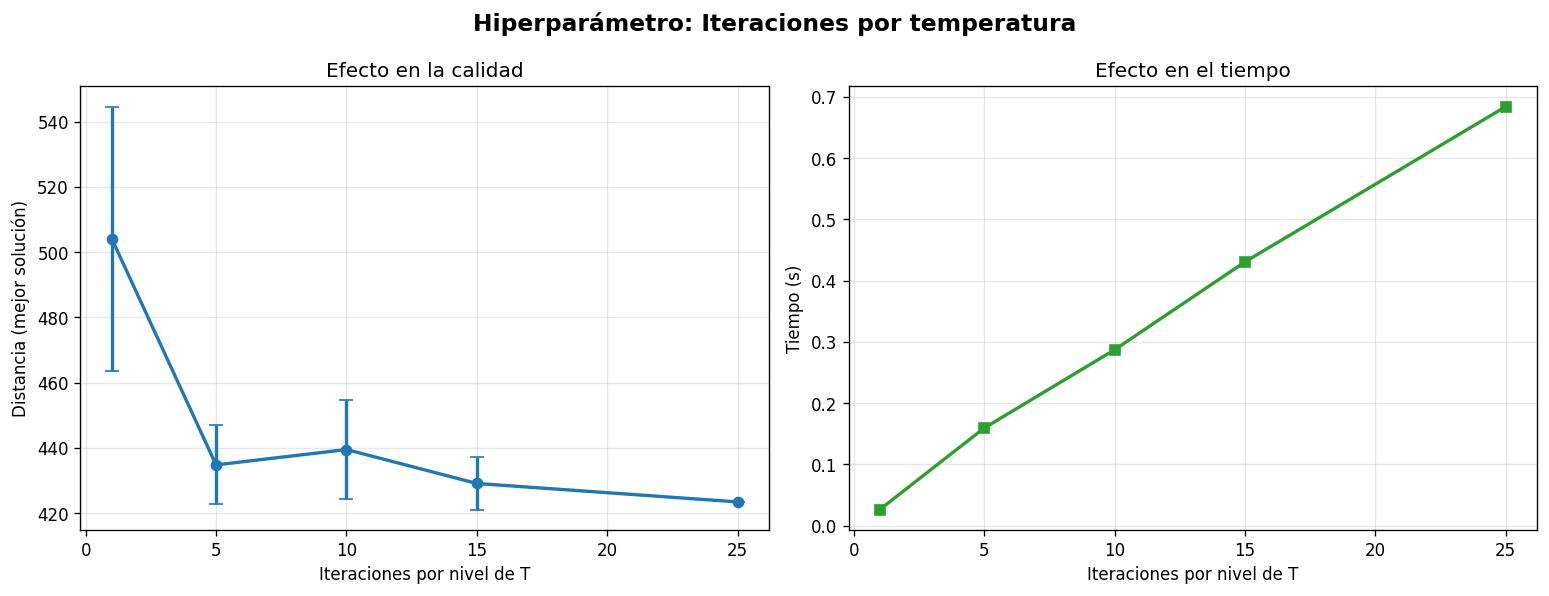 Hiperparámetro: Iteraciones por temperatura
Efecto en la calidad
Distancia (mejor solución)
540
520
500
480
460
440
420
0 5 10 15 20 25
Iteraciones por nivel de T
Efecto en el tiempo
Tiempo (s)
0.7
0.6
0.5
0.4
0.3
0.2
0.1
0.0
0 5 10 15 20 25
Iteraciones por nivel de T